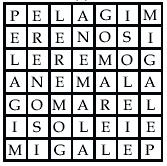 P E L A G I M
E R E N O S I
L E R E M O G
A N E M A L A
G O M A R E L
I S O L E I E
M I G A L E P